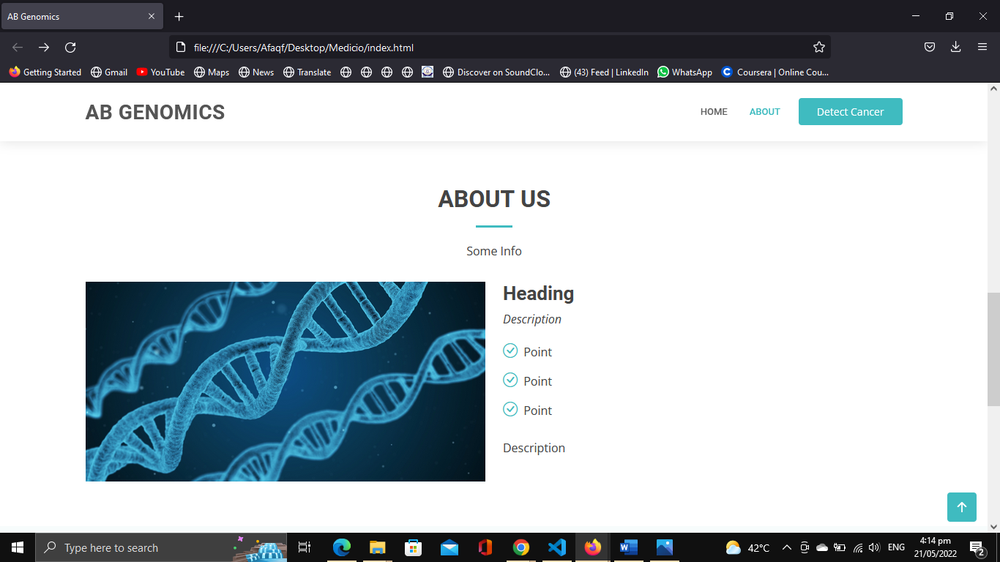 AB Genomics
file:///C:/Users/Afaqf/Desktop/Medicio/index.html
Getting Started Gmail YouTube Maps News Translate Discover on SoundClo... (43) Feed | LinkedIn WhatsApp Coursera | Online Cou...
AB GENOMICS HOME ABOUT Detect Cancer
ABOUT US
Some Info
Heading
Description
Point
Point
Point
Description
Type here to search 42°C ENG 4:14 pm
21/05/2022 2